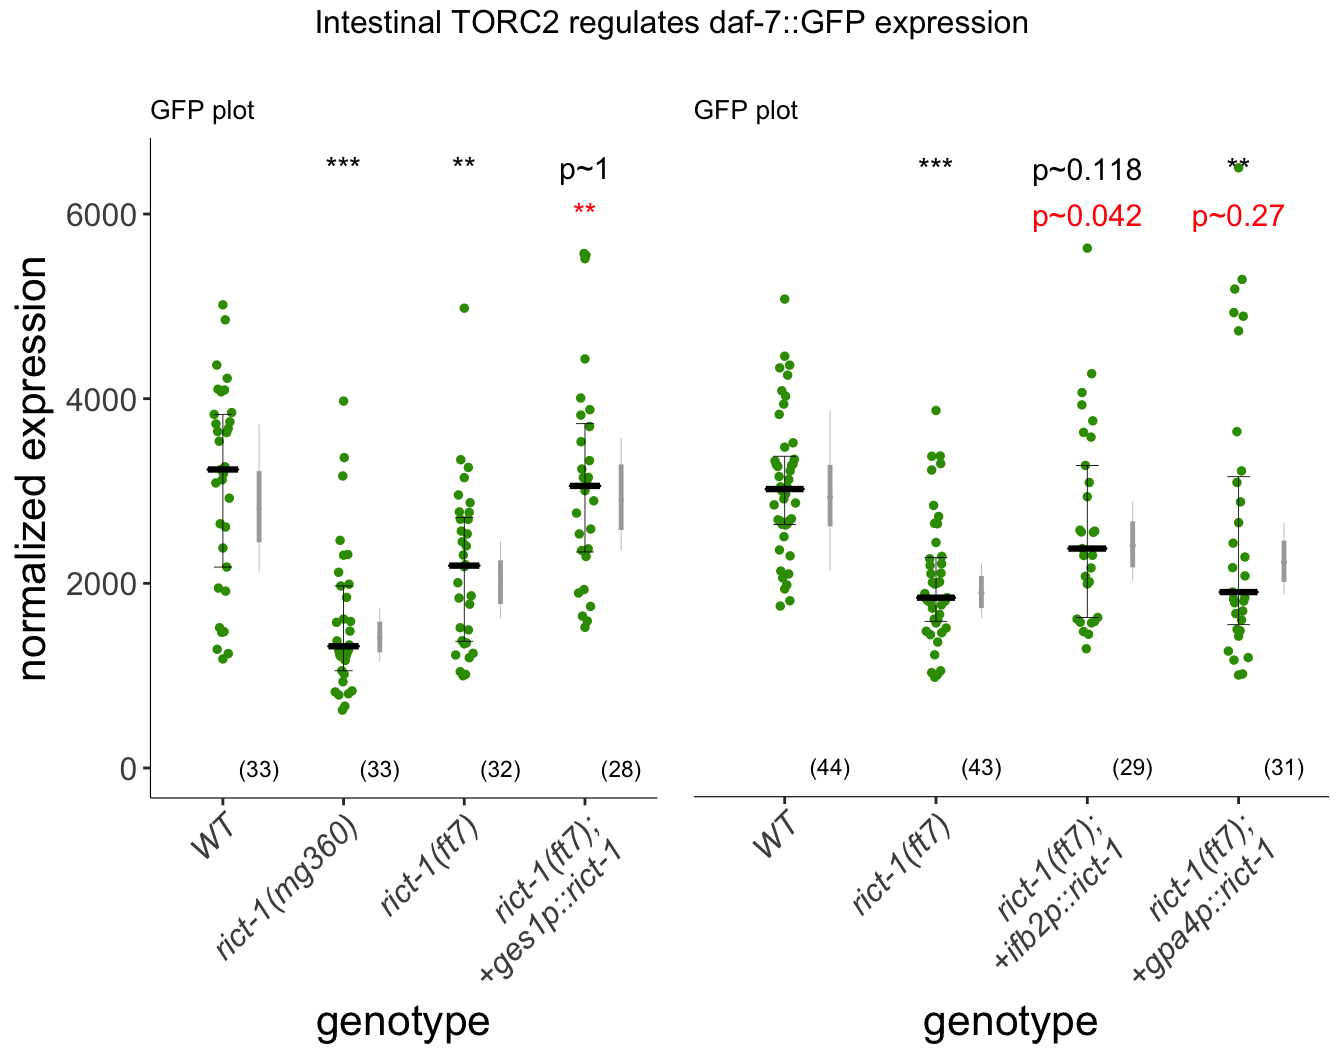 Intestinal TORC2 regulates daf-7::GFP expression
GFP plot
*** ** p~1
**
6000
4000
2000
0
normalized expression
(33) (33) (32) (28)
WT
rict-1(mg360)
rict-1(ft7)
rict-1(ft7);
+ges1p::rict-1
genotype
GFP plot
*** p~0.118 **
p~0.042 p~0.27
(44) (43) (29) (31)
WT
rict-1(ft7)
rict-1(ft7);
+ifb2p::rict-1
rict-1(ft7);
+gpa4p::rict-1
genotype